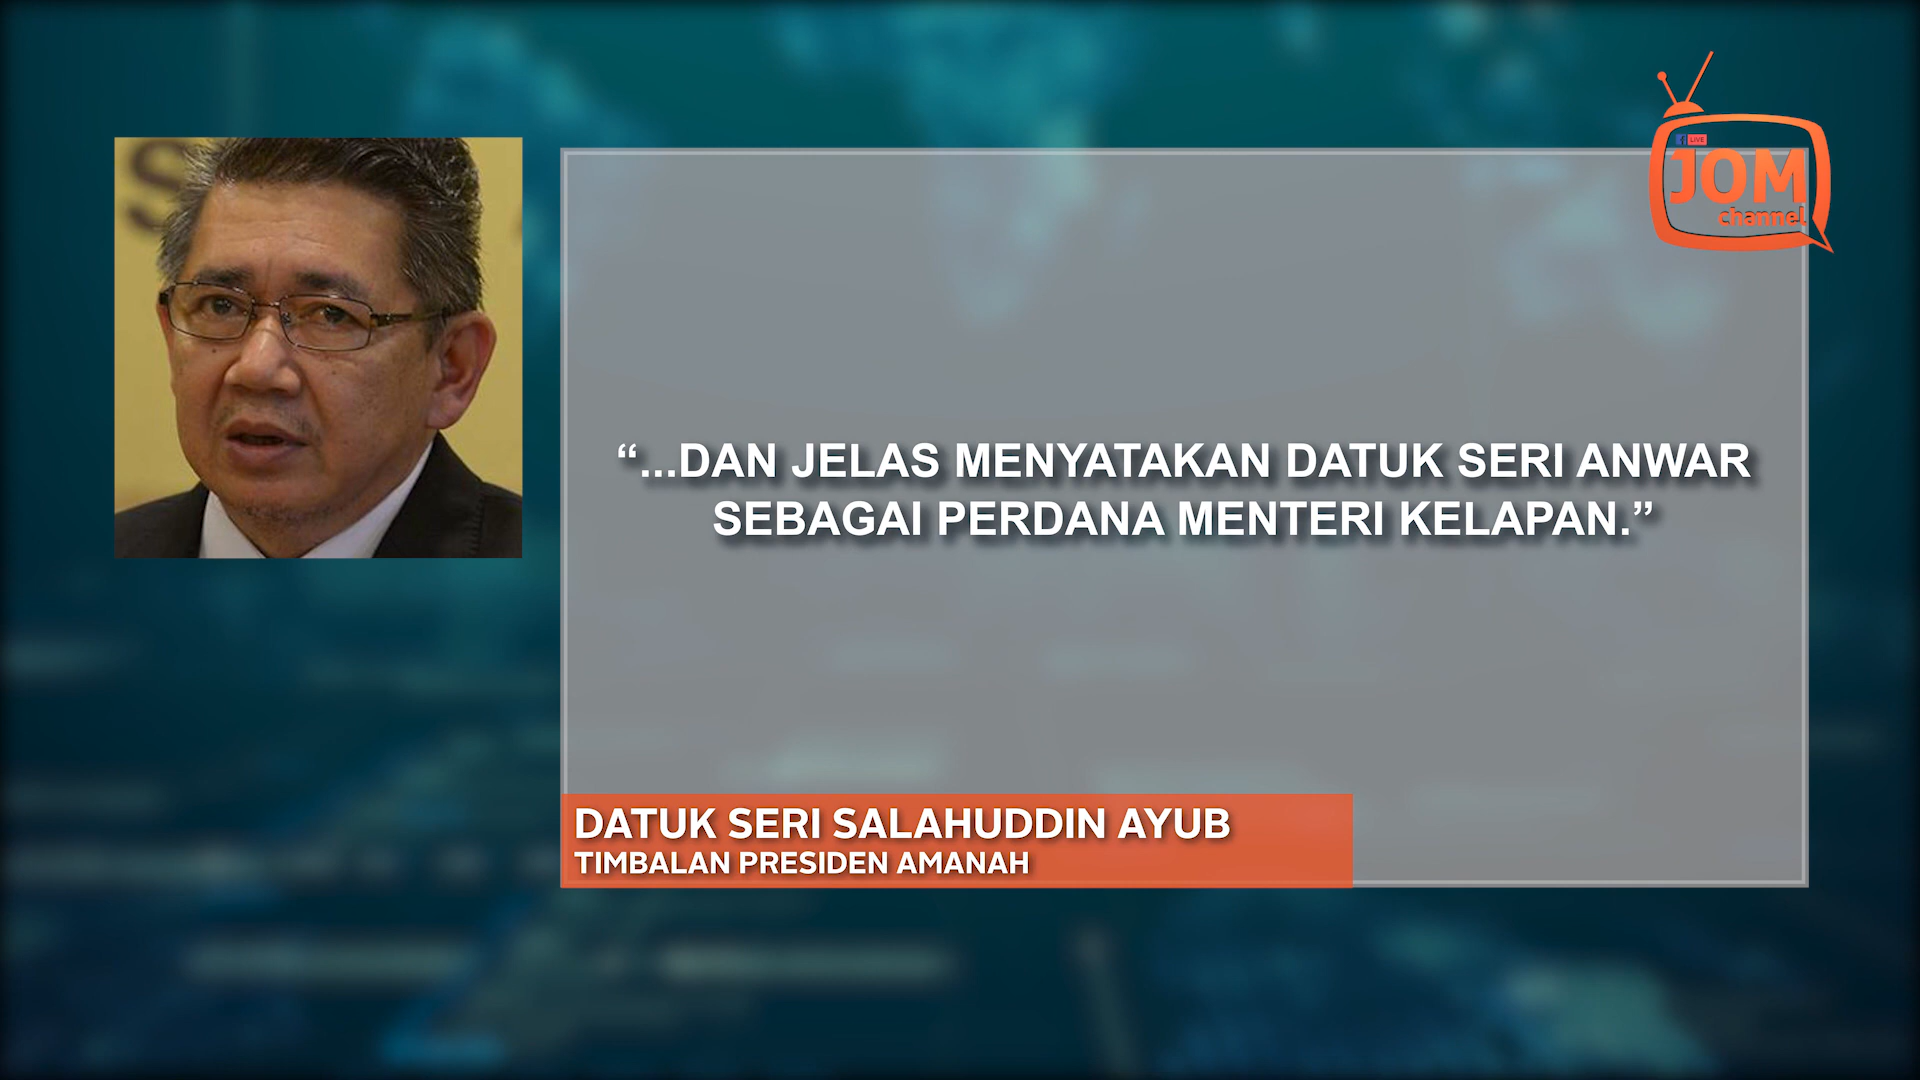 LIVE
JOM
channel
“...DAN JELAS MENYATAKAN DATUK SERI ANWAR
SEBAGAI PERDANA MENTERI KELAPAN.”
DATUK SERI SALAHUDDIN AYUB
TIMBALAN PRESIDEN AMANAH